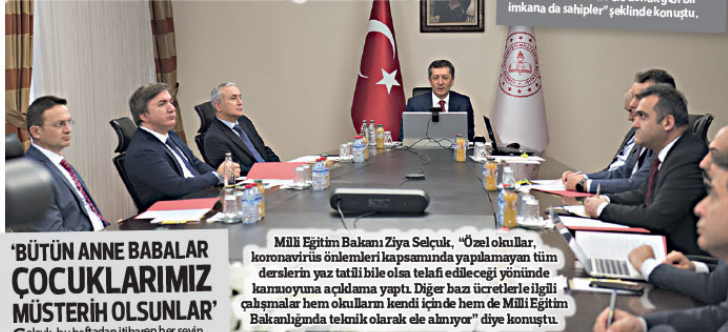 imkana da sahipler" şeklinde konuştu.
Milli Eğitim Bakanı Ziya Selçuk, "Özel okullar,
koronavirüs önlemleri kapsamında yapılamayan tüm
derslerin yaz tatili bile olsa telafi edileceği yönünde
kamuoyuna açıklama yaptı. Diğer bazı ücretlerle ilgili
çalışmalar hem okulların kendi içinde hem de Milli Eğitim
Bakanlığında teknik olarak ele alınıyor" diye konuştu.
'BÜTÜN ANNE BABALAR
ÇOCUKLARIMIZ
MÜSTERİH OLSUNLAR'